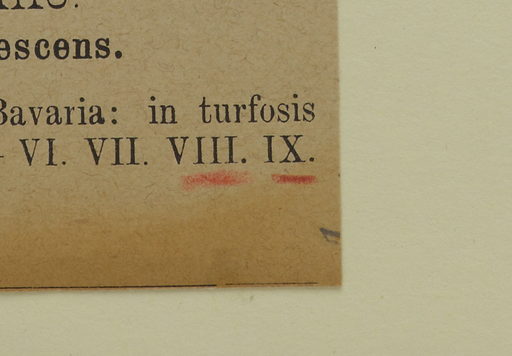 escens.
Bavaria: in turfosis
VI. VII. VIII. IX.